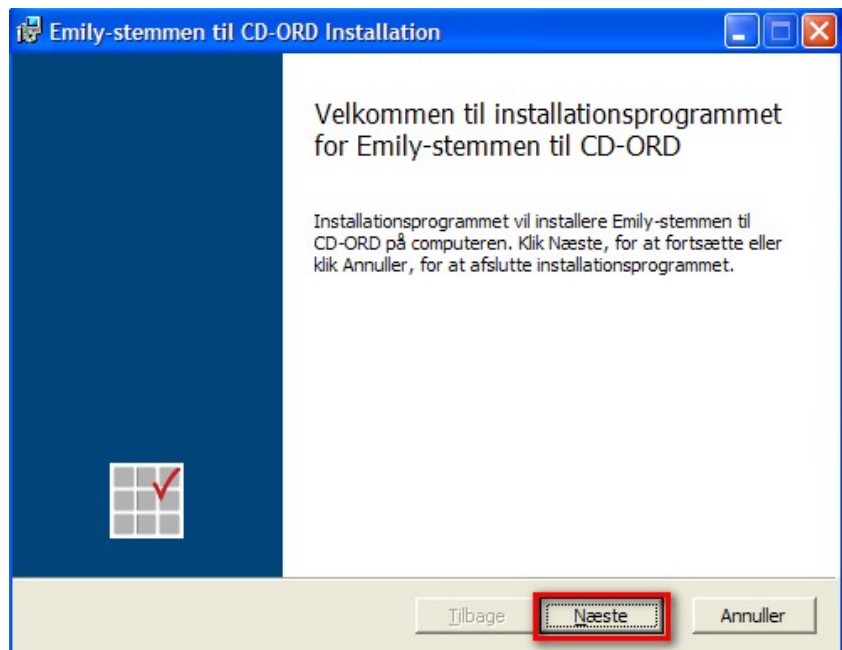 Emily-stemmen til CD-ORD Installation
Velkommen til installationsprogrammet
for Emily-stemmen til CD-ORD
Installationsprogrammet vil installere Emily-stemmen til
CD-ORD på computeren. Klik Næste, for at fortsætte eller
klik Annuller, for at afslutte installationsprogrammet.
Tilbage Næste Annuller